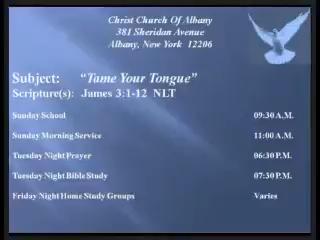 Christ Church Of Albany
381 Sheridan Avenue
Albany, New York 12206
Subject: "Tame Your Tongue"
Scripture(s): James 3:1-12 NLT
Sunday School 09:30 A.M.
Sunday Morning Service 11:00 A.M.
Tuesday Night Prayer 06:30 P.M.
Tuesday Night Bible Study 07:30 P.M.
Friday Night Home Study Groups Varies